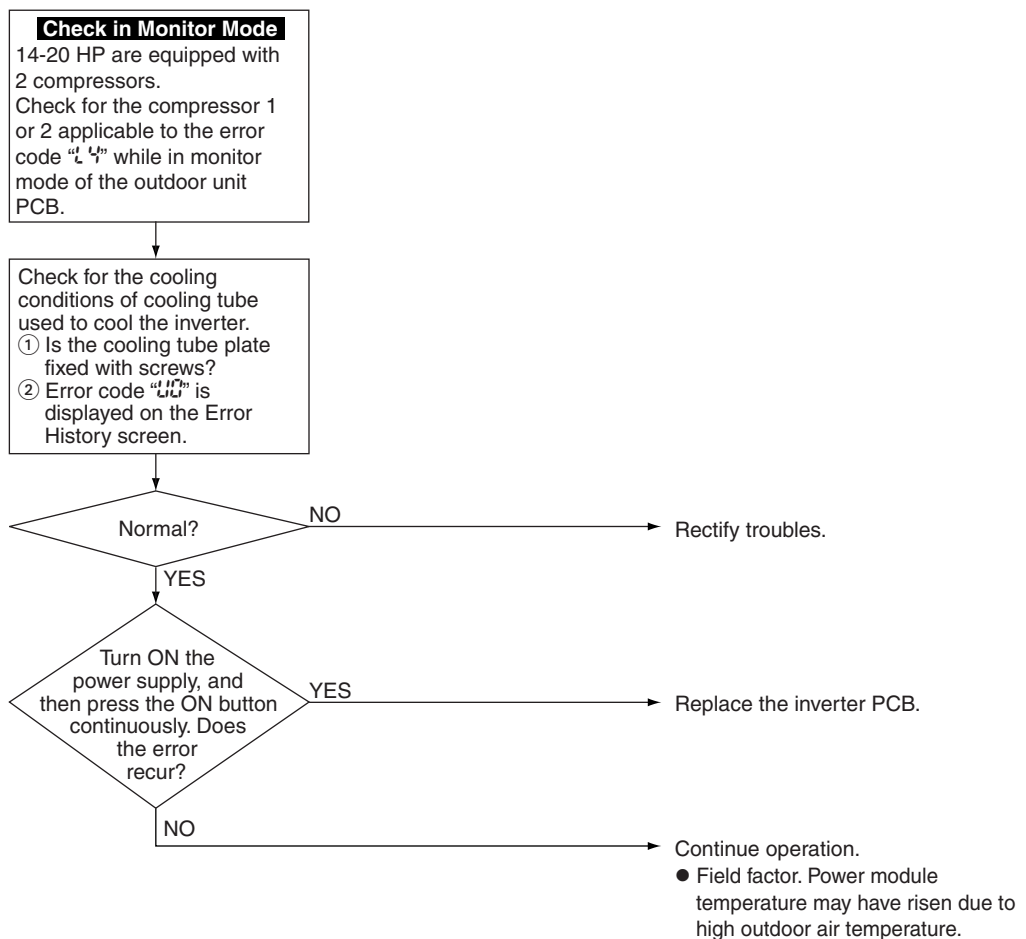 Check in Monitor Mode
14-20 HP are equipped with
2 compressors.
Check for the compressor 1
or 2 applicable to the error
code “L4” while in monitor
mode of the outdoor unit
PCB.
Check for the cooling
conditions of cooling tube
used to cool the inverter.
① Is the cooling tube plate
fixed with screws?
② Error code “U0” is
displayed on the Error
History screen.
Normal?
NO
Rectify troubles.
YES
Turn ON the
power supply, and
then press the ON button
continuously. Does
the error
recur?
YES
Replace the inverter PCB.
NO
Continue operation.
● Field factor. Power module
temperature may have risen due to
high outdoor air temperature.